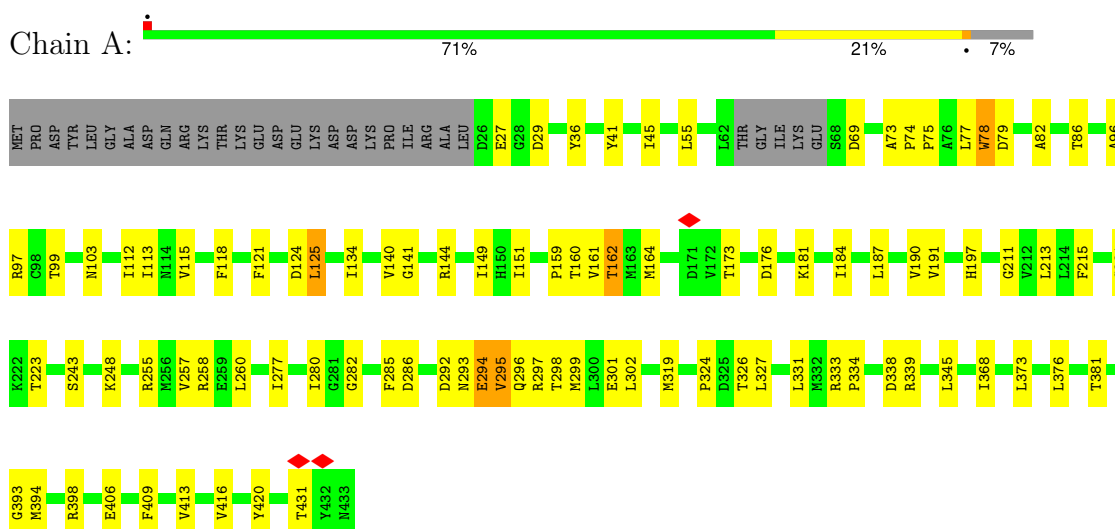 Chain A:
71% 21% • 7%
MET PRO ASP TYR LEU GLY ALA ASP GLN ARG LYS THR LYS GLU ASP GLU LYS ASP ASP LYS PRO ILE ARG ALA LEU D26 E27 G28 D29 Y36 Y41 I45 L55 L62 THR GLY ILE LYS GLU S68 D69 A73 P74 P75 A76 L77 W78 D79 A82 T86
R97 C98 T99 N103 I112 I113 N114 V115 F118 F121 D124 L125 I134 V140 G141 R144 I149 H150 I151 P159 T160 V161 T162 M163 M164 D171 V172 T173 D176 K181 I184 L187 V190 V191 H197 G211 V212 L213 L214 F215
K222 T223 S243 K248 R255 M256 V257 R258 E259 L260 I277 I280 G281 G282 F285 D286 D292 N293 E294 V295 Q296 R297 T298 M299 L300 E301 L302 M319 P324 D325 T326 L327 L331 M332 R333 P334 D338 R339 L345 I368 L373 L376 T381
G393 M394 R398 E406 F409 V413 V416 Y420 T431 Y432 N433